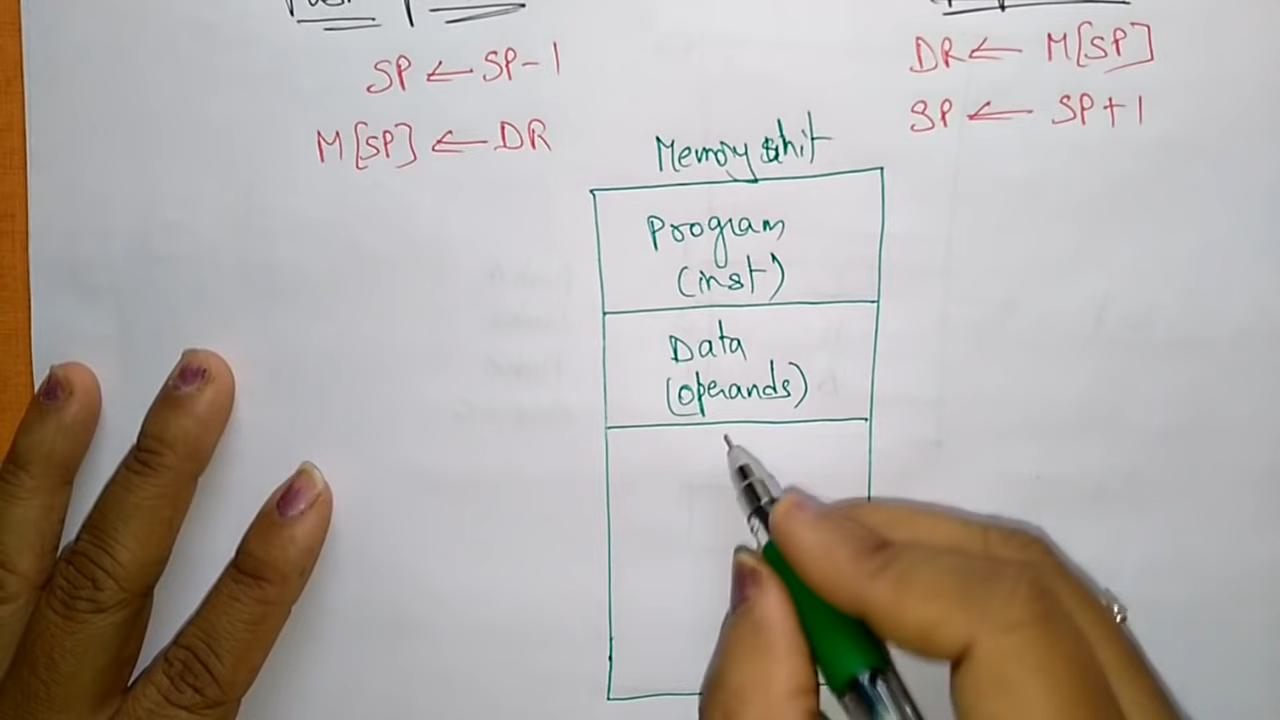 SP ← SP-1
M[SP] ← DR
DR ← M[SP]
SP ← SP+1
Memory unit
Program
(inst)
Data
(operands)